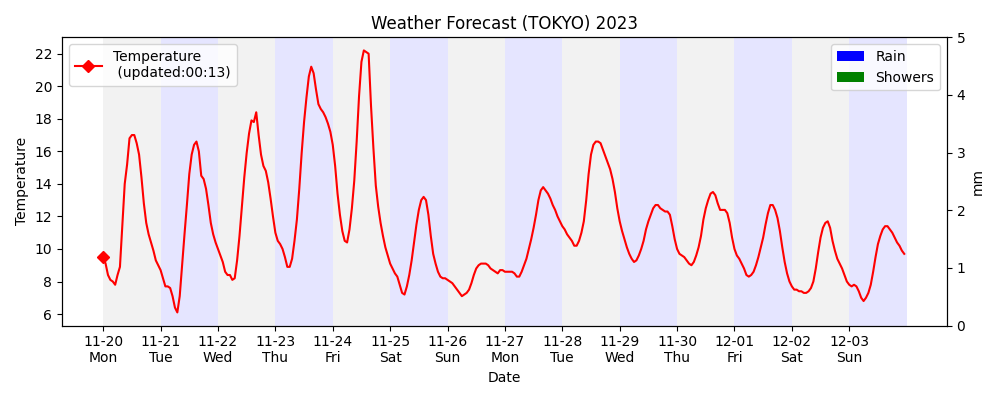 Weather Forecast (TOKYO) 2023
Temperature
(updated:00:13)
Rain
Showers
Temperature
22
20
18
16
14
12
10
8
6
5
4
3
2
1
0
mm
11-20 11-21 11-22 11-23 11-24 11-25 11-26 11-27 11-28 11-29 11-30 12-01 12-02 12-03
Mon Tue Wed Thu Fri Sat Sun Mon Tue Wed Thu Fri Sat Sun
Date